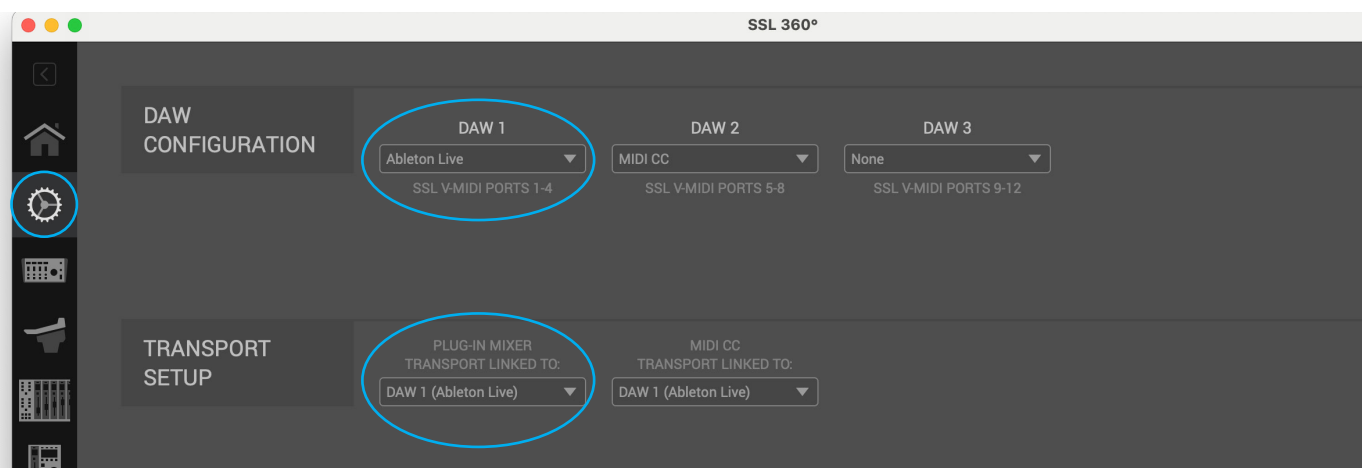 SSL 360°
DAW
CONFIGURATION
DAW 1
DAW 2
DAW 3
Ableton Live
MIDI CC
None
SSL V-MIDI PORTS 1-4
SSL V-MIDI PORTS 5-8
SSL V-MIDI PORTS 9-12
TRANSPORT
SETUP
PLUG-IN MIXER
TRANSPORT LINKED TO:
DAW 1 (Ableton Live)
MIDI CC
TRANSPORT LINKED TO:
DAW 1 (Ableton Live)